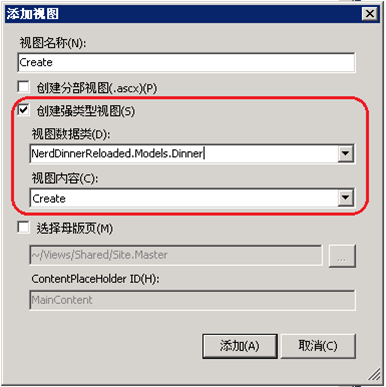 添加视图
视图名称(N):
Create
创建分部视图(.ascx)(P)
创建强类型视图(S)
视图数据类(D):
NerdDinnerReloaded.Models.Dinner
视图内容(C):
Create
选择母版页(M)
~/Views/Shared/Site.Master
...
ContentPlaceHolder ID(H):
MainContent
添加(A)
取消(C)